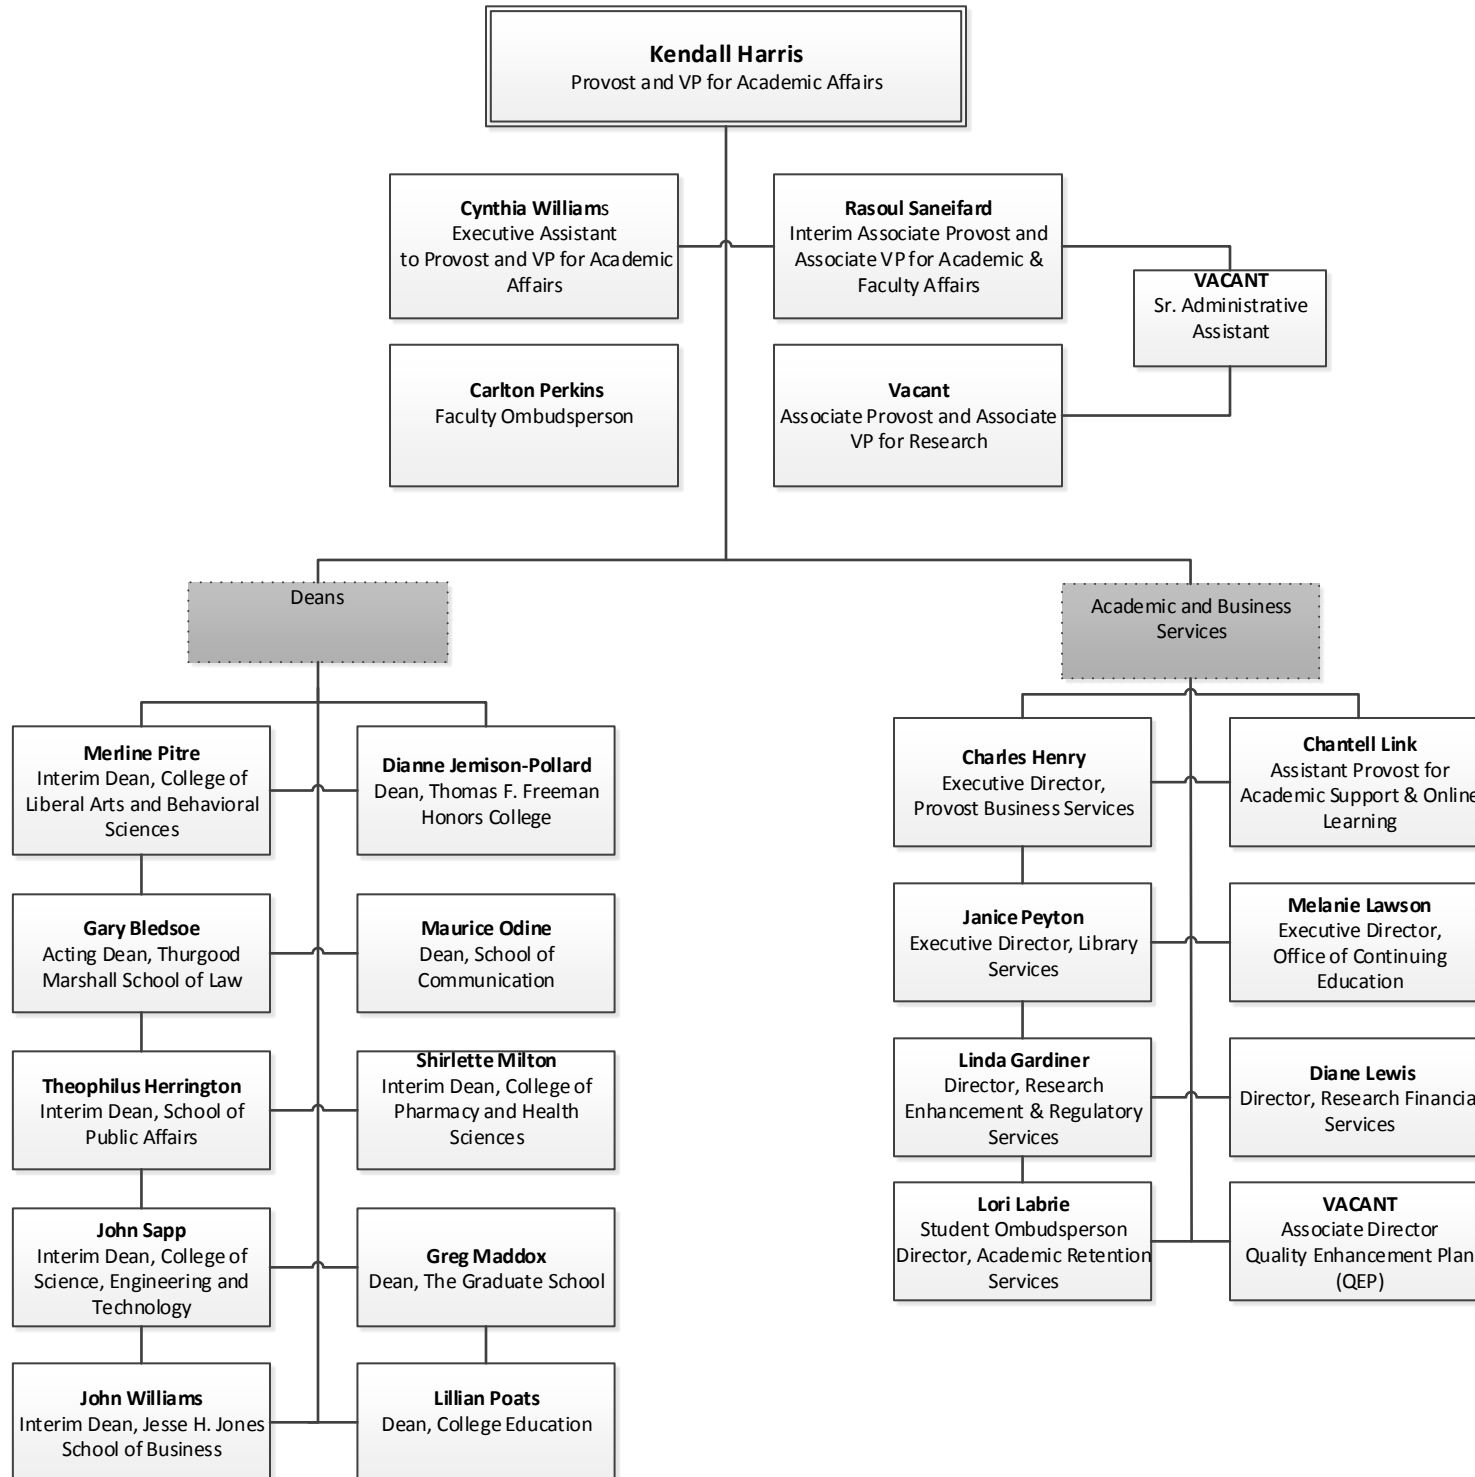 Kendall Harris
Provost and VP for Academic Affairs
Cynthia Williams
Executive Assistant
to Provost and VP for Academic
Affairs
Rasoul Saneifard
Interim Associate Provost and
Associate VP for Academic &
Faculty Affairs
VACANT
Sr. Administrative
Assistant
Carlton Perkins
Faculty Ombudsperson
Vacant
Associate Provost and Associate
VP for Research
Deans
Academic and Business
Services
Merline Pitre
Interim Dean, College of
Liberal Arts and Behavioral
Sciences
Dianne Jemison-Pollard
Dean, Thomas F. Freeman
Honors College
Gary Bledsoe
Acting Dean, Thurgood
Marshall School of Law
Maurice Odine
Dean, School of
Communication
Theophilus Herrington
Interim Dean, School of
Public Affairs
Shirlette Milton
Interim Dean, College of
Pharmacy and Health
Sciences
John Sapp
Interim Dean, College of
Science, Engineering and
Technology
Greg Maddox
Dean, The Graduate School
John Williams
Interim Dean, Jesse H. Jones
School of Business
Lillian Poats
Dean, College Education
Charles Henry
Executive Director,
Provost Business Services
Chantell Link
Assistant Provost for
Academic Support & Online
Learning
Janice Peyton
Executive Director, Library
Services
Melanie Lawson
Executive Director,
Office of Continuing
Education
Linda Gardiner
Director, Research
Enhancement & Regulatory
Services
Diane Lewis
Director, Research Financia
Services
Lori Labrie
Student Ombudsperson
Director, Academic Retention
Services
VACANT
Associate Director
Quality Enhancement Plan
(QEP)